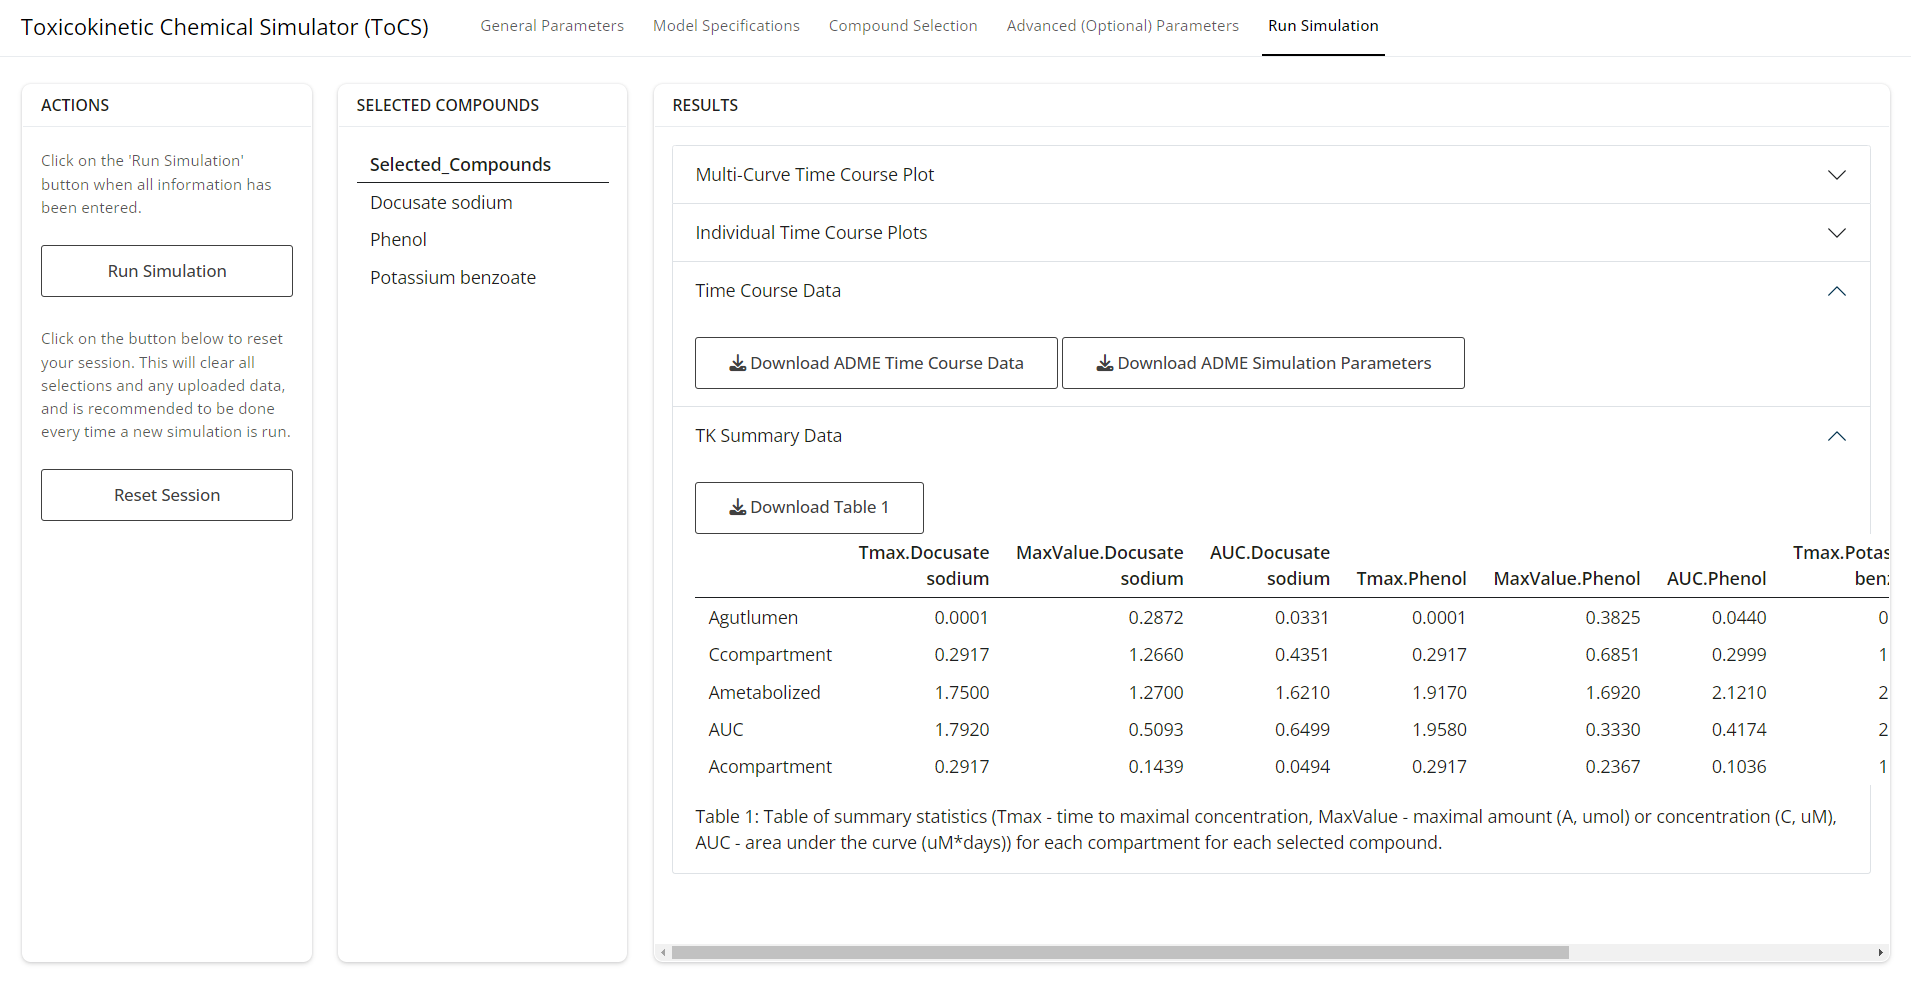 Toxicokinetic Chemical Simulator (ToCS)
General Parameters
Model Specifications
Compound Selection
Advanced (Optional) Parameters
Run Simulation
ACTIONS
Click on the 'Run Simulation'
button when all information has
been entered.
Run Simulation
Click on the button below to reset
your session. This will clear all
selections and any uploaded data,
and is recommended to be done
every time a new simulation is run.
Reset Session
SELECTED COMPOUNDS
Selected_Compounds
Docusate sodium
Phenol
Potassium benzoate
RESULTS
Multi-Curve Time Course Plot
Individual Time Course Plots
Time Course Data
Download ADME Time Course Data
Download ADME Simulation Parameters
TK Summary Data
Download Table 1
Tmax.Docusate MaxValue.Docusate AUC.Docusate Tmax.Potas
sodium sodium sodium Tmax.Phenol MaxValue.Phenol AUC.Phenol ben
Agutlumen 0.0001 0.2872 0.0331 0.0001 0.3825 0.0440 0
Ccompartment 0.2917 1.2660 0.4351 0.2917 0.6851 0.2999 1
Ametabolized 1.7500 1.2700 1.6210 1.9170 1.6920 2.1210 2
AUC 1.7920 0.5093 0.6499 1.9580 0.3330 0.4174 2
Acompartment 0.2917 0.1439 0.0494 0.2917 0.2367 0.1036 1
Table 1: Table of summary statistics (Tmax - time to maximal concentration, MaxValue - maximal amount (A, umol) or concentration (C, uM),
AUC - area under the curve (uM*days)) for each compartment for each selected compound.